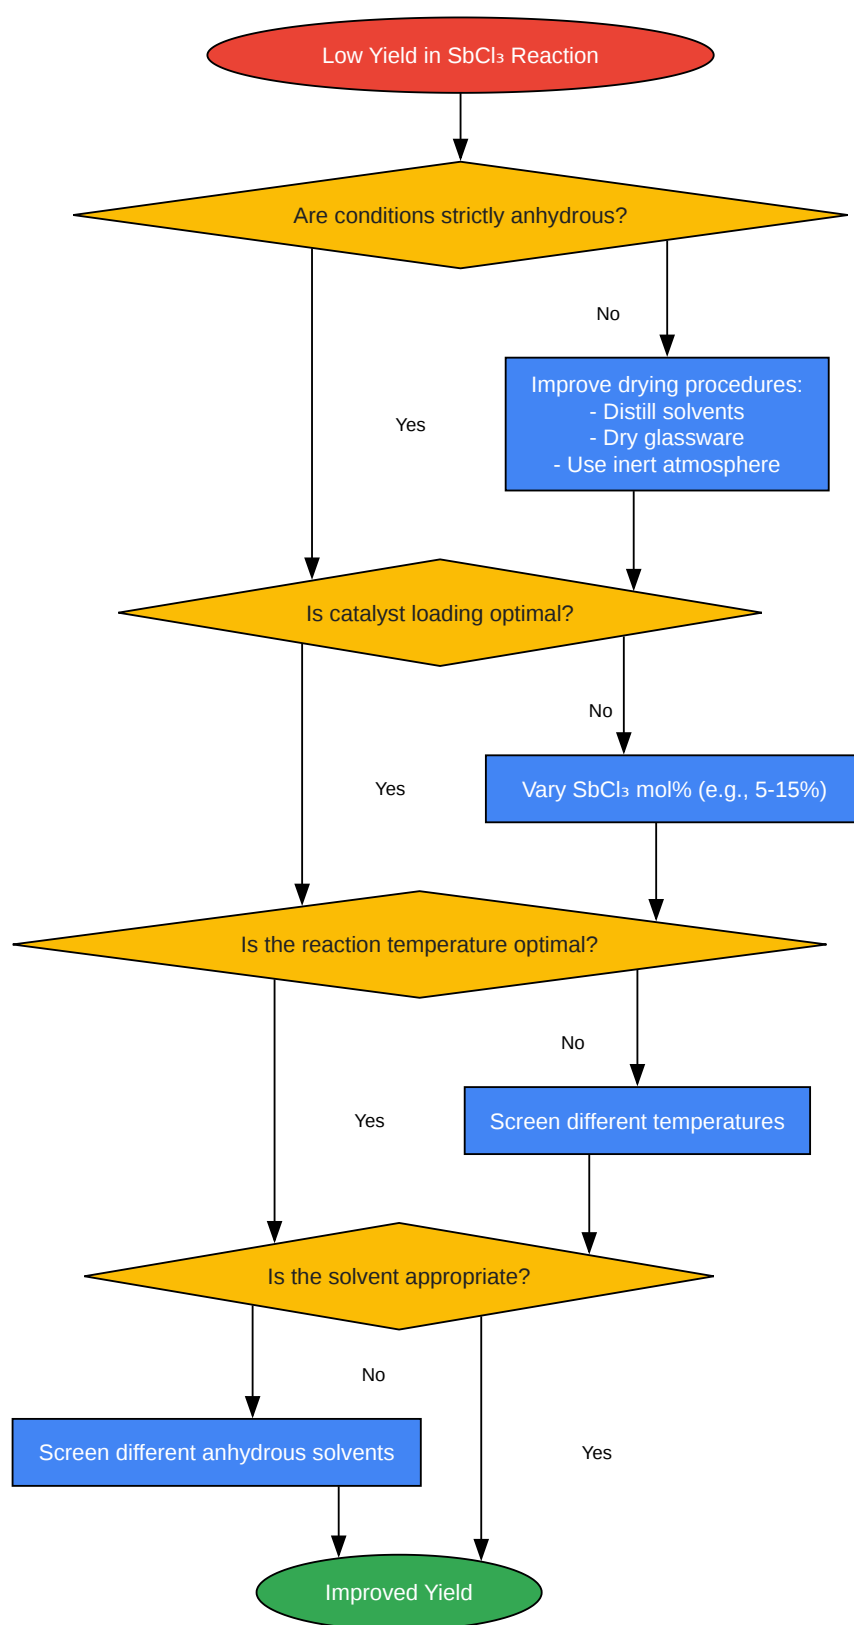 Low Yield in SbCl₃ Reaction
Are conditions strictly anhydrous?
No
Improve drying procedures:
- Distill solvents
- Dry glassware
- Use inert atmosphere
Yes
Is catalyst loading optimal?
No
Vary SbCl₃ mol% (e.g., 5-15%)
Yes
Is the reaction temperature optimal?
No
Screen different temperatures
Yes
Is the solvent appropriate?
No
Screen different anhydrous solvents
Yes
Improved Yield